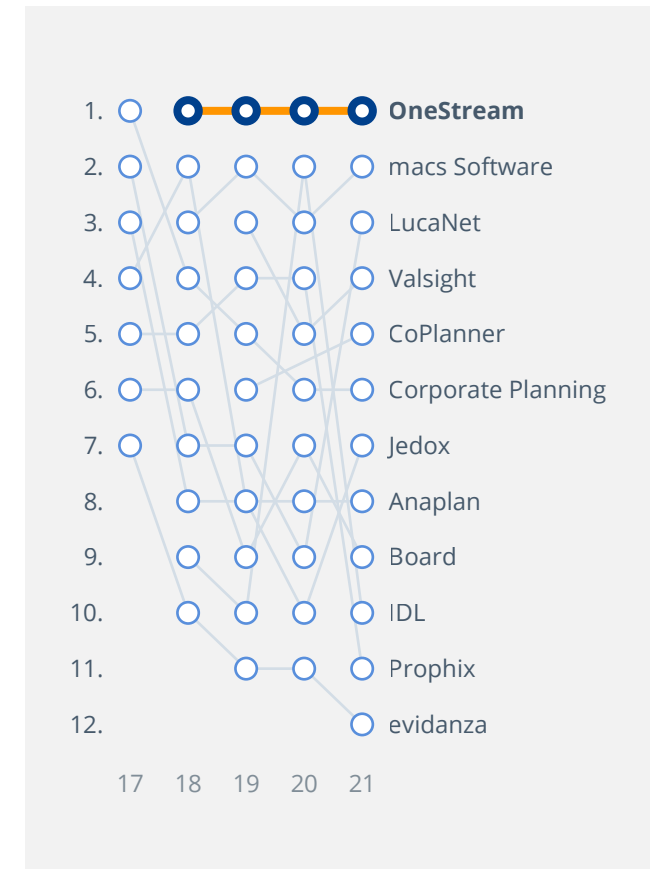 1. OneStream
2. macs Software
3. LucaNet
4. Valsight
5. CoPlanner
6. Corporate Planning
7. Jedox
8. Anaplan
9. Board
10. IDL
11. Prophix
12. evidanza
17 18 19 20 21